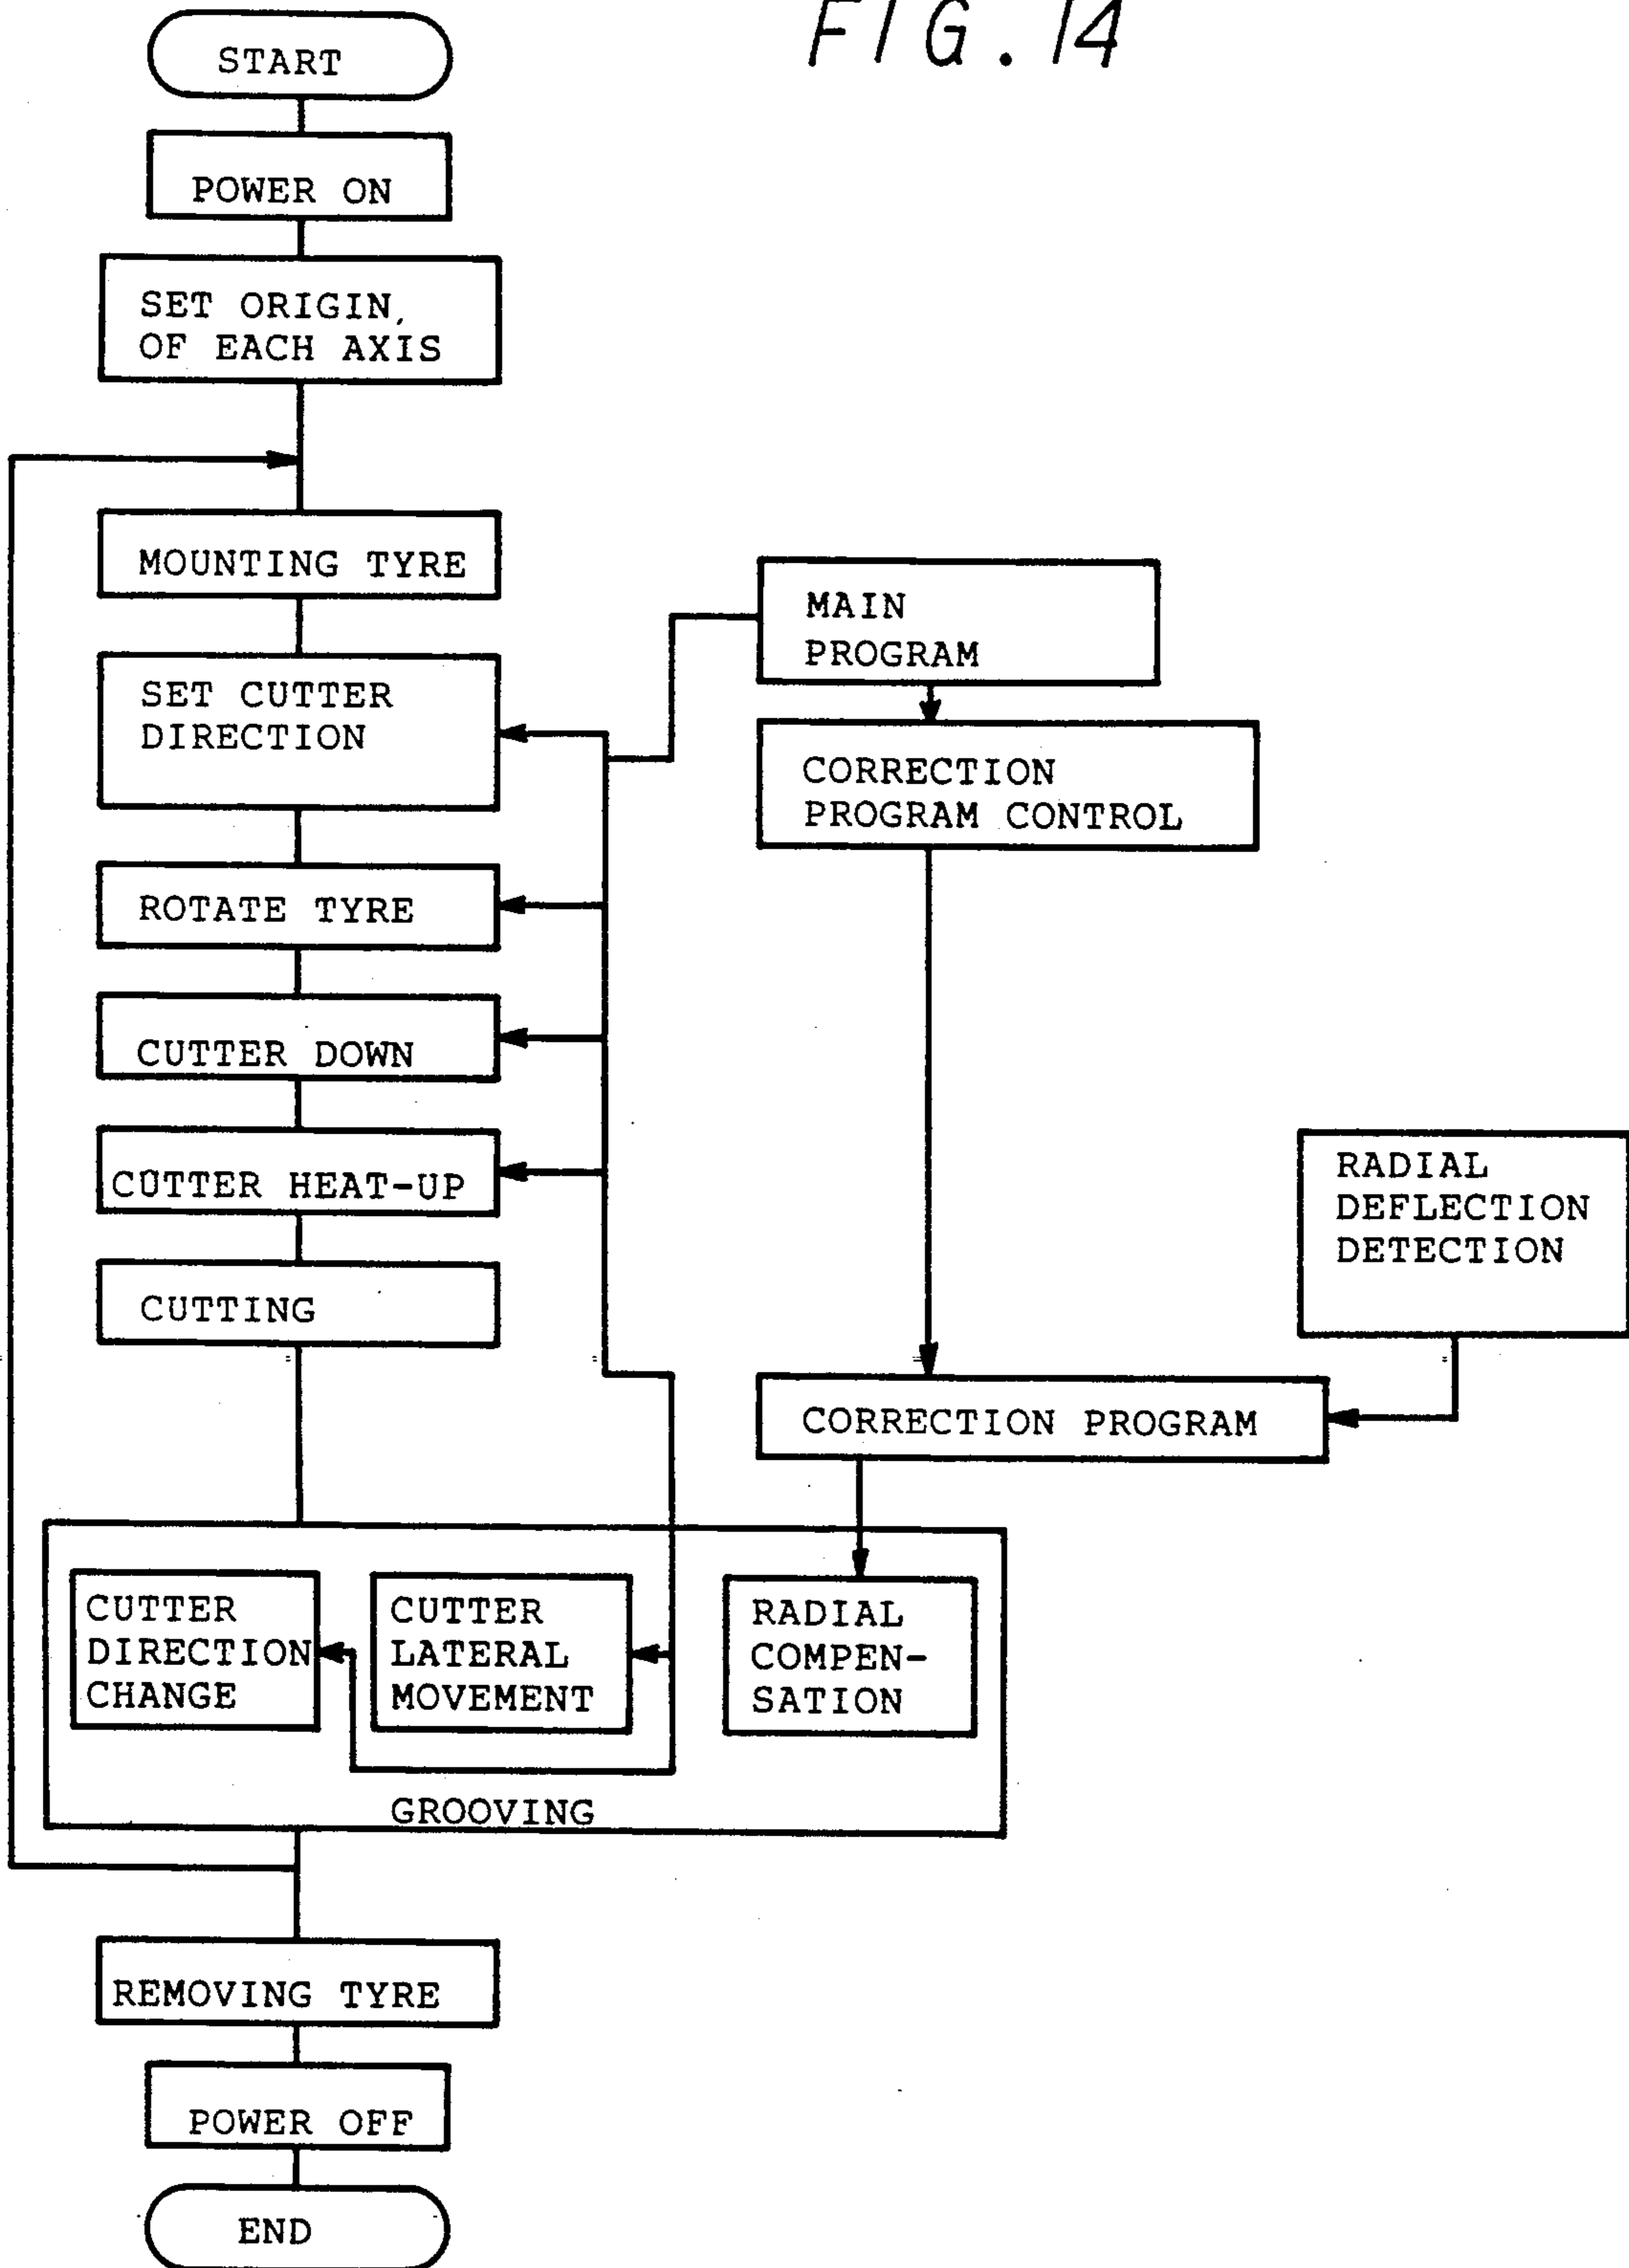 FIG. 14
START
POWER ON
SET ORIGIN
OF EACH AXIS
MOUNTING TYRE
SET CUTTER
DIRECTION
ROTATE TYRE
CUTTER DOWN
CUTTER HEAT-UP
CUTTING
MAIN
PROGRAM
CORRECTION
PROGRAM CONTROL
RADIAL
DEFLECTION
DETECTION
CORRECTION PROGRAM
CUTTER
DIRECTION
CHANGE
CUTTER
LATERAL
MOVEMENT
RADIAL
COMPEN-
SATION
GROOVING
REMOVING TYRE
POWER OFF
END